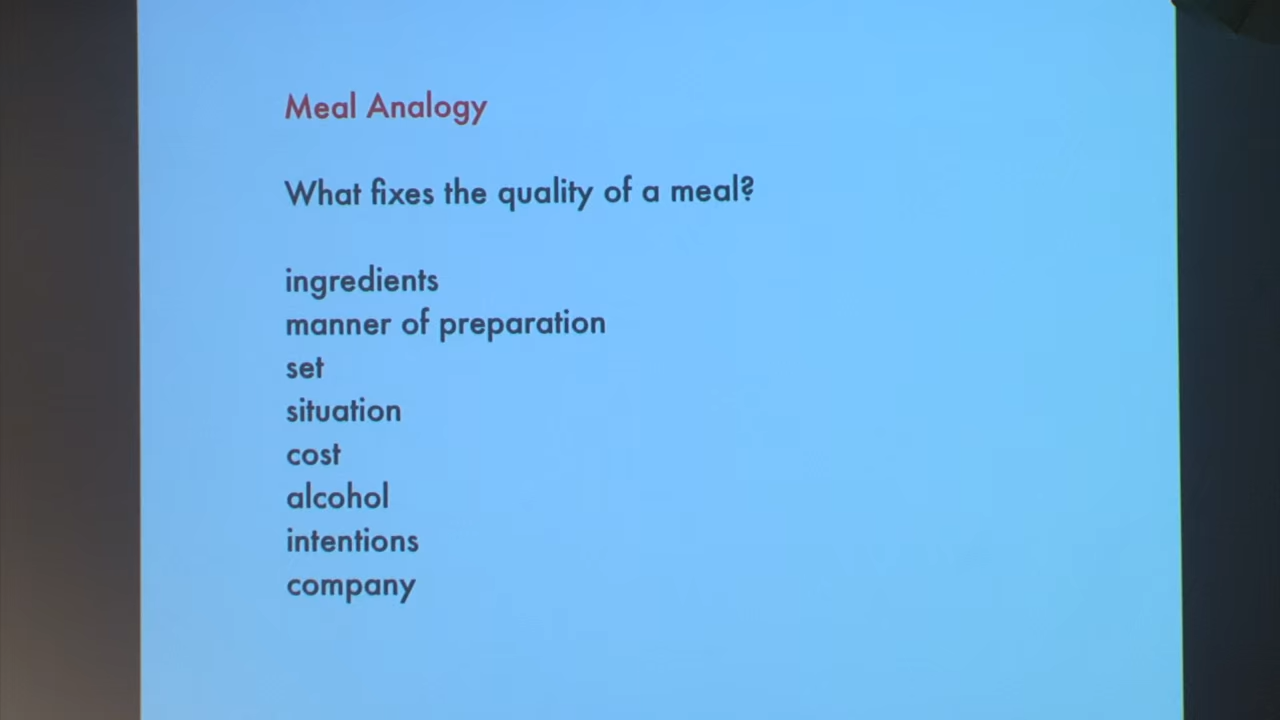 Meal Analogy
What fixes the quality of a meal?
ingredients
manner of preparation
set
situation
cost
alcohol
intentions
company